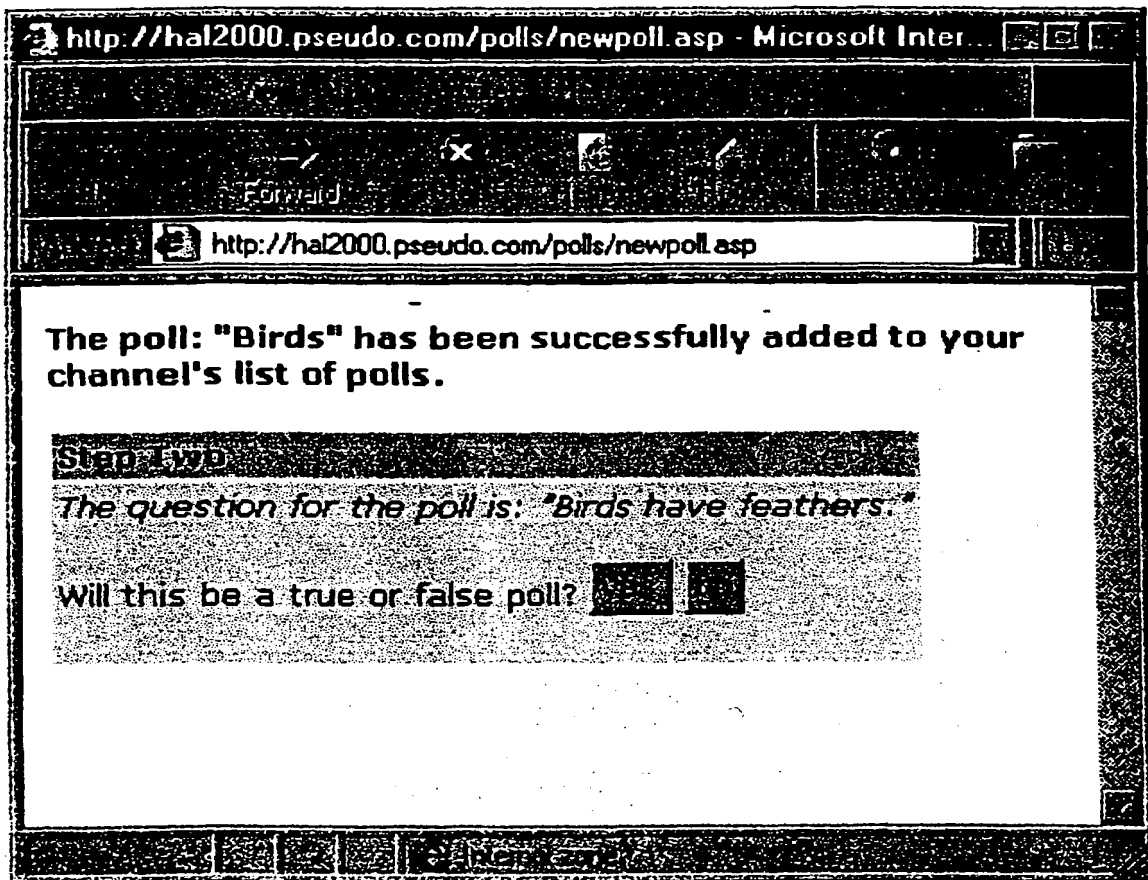 http://hal2000.pseudo.com/polls/newpoll.asp - Microsoft Inter...
Forward
http://hal2000.pseudo.com/polls/newpoll.asp
The poll: "Birds" has been successfully added to your
channel's list of polls.
Step Two
The question for the poll is: "Birds have feathers."
Will this be a true or false poll?
Internet zone